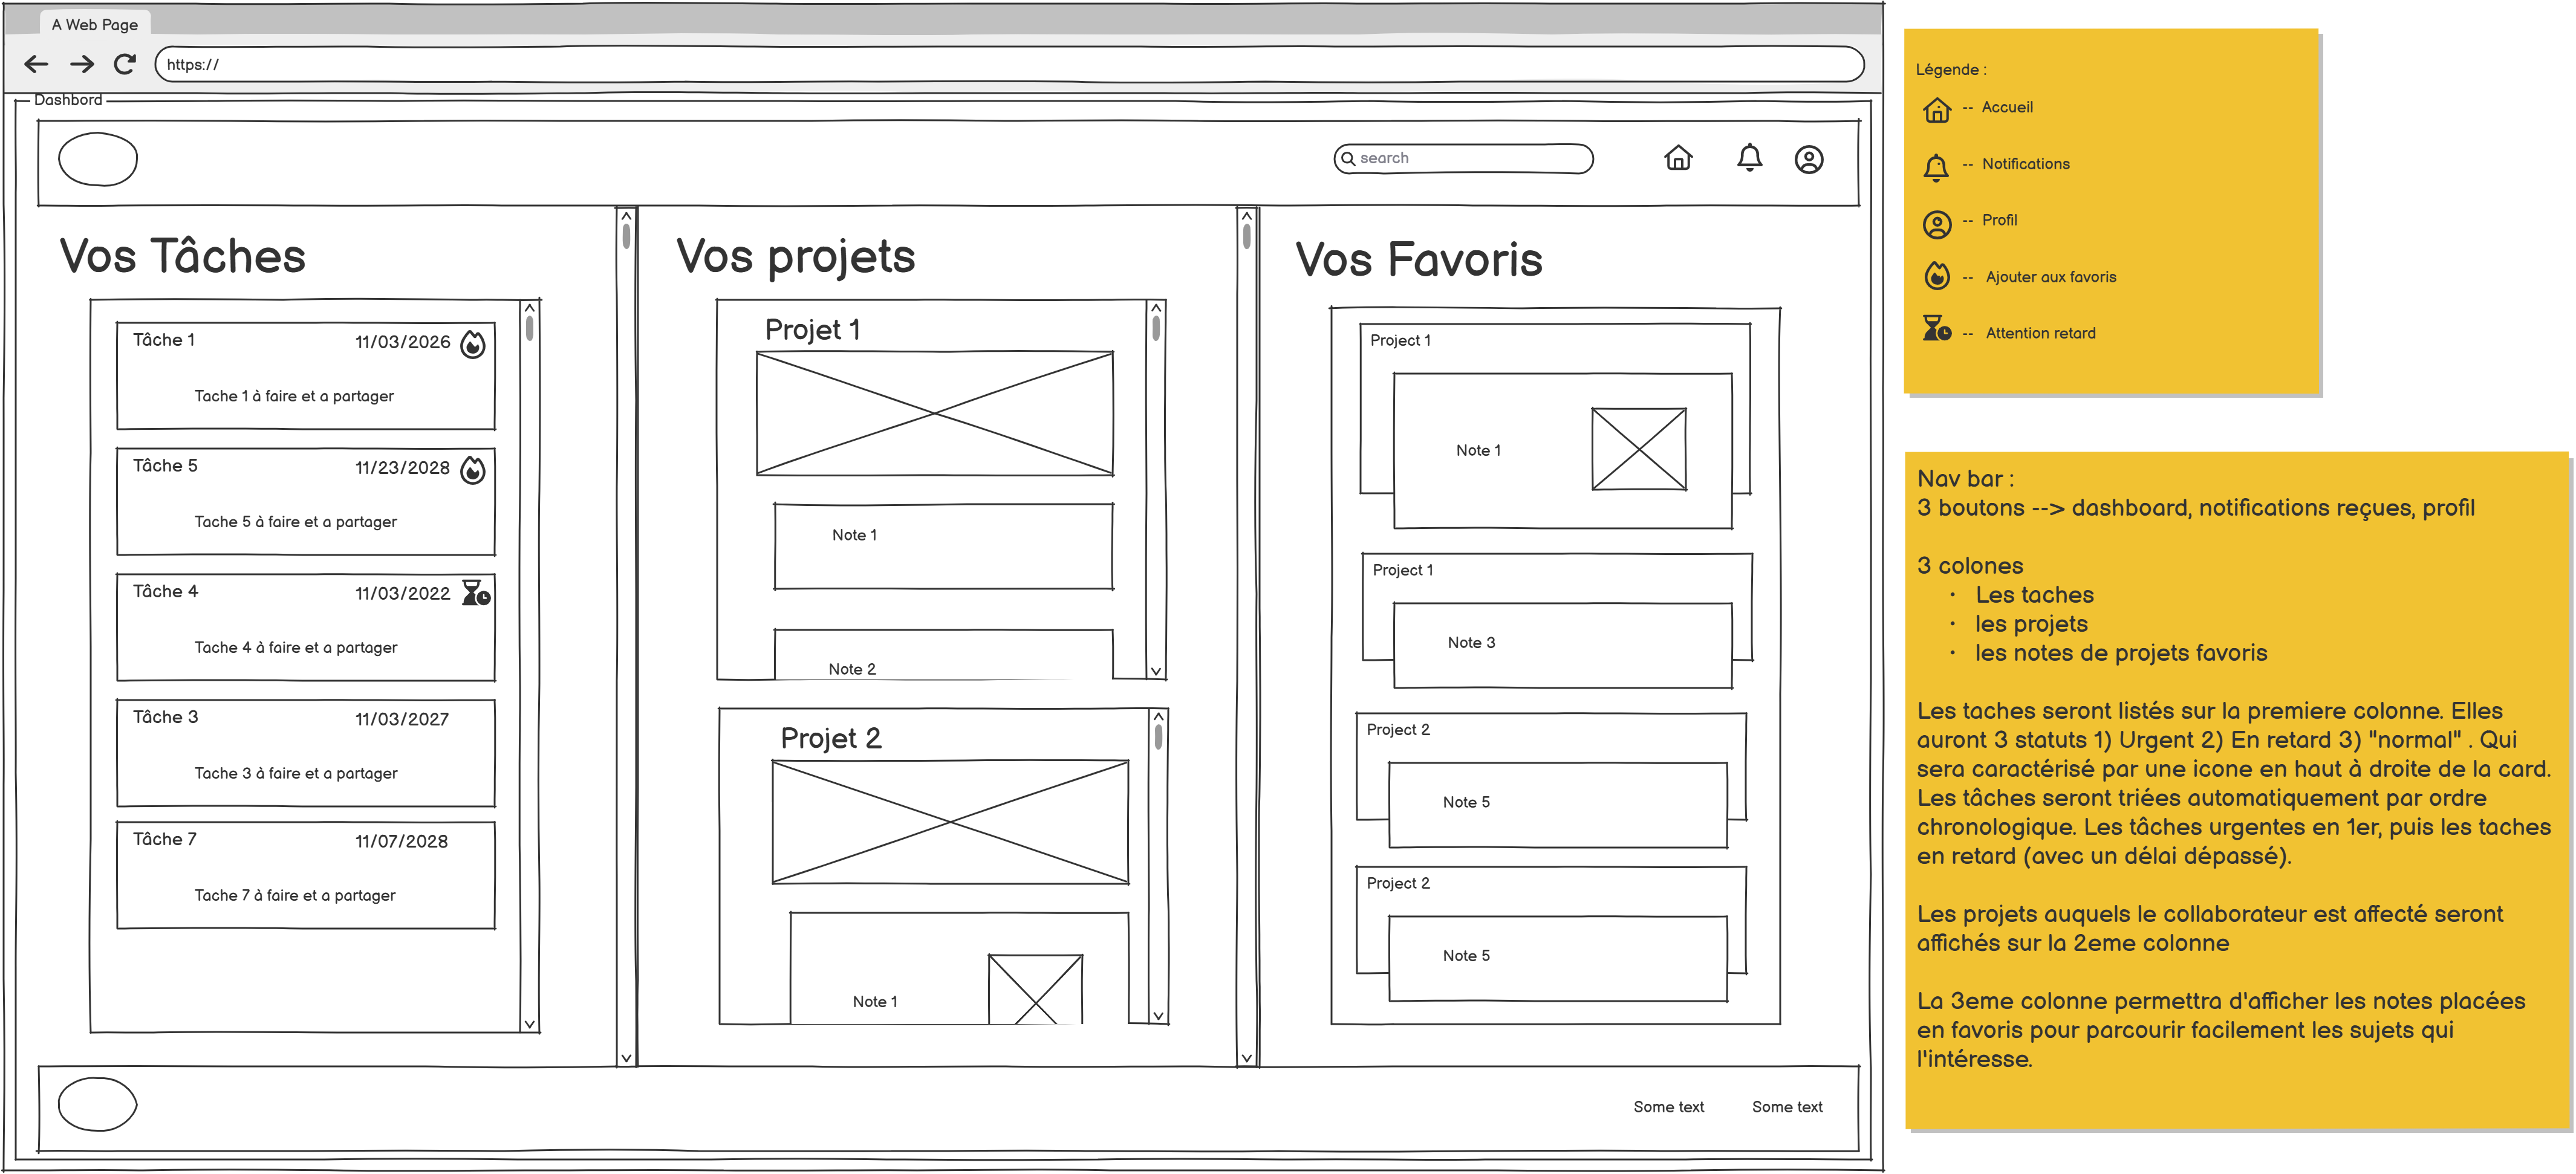 A Web Page
https://
Dashbord
search
Vos Tâches
Tâche 1 11/03/2026
Tache 1 à faire et a partager
Tâche 5 11/23/2028
Tache 5 à faire et a partager
Tâche 4 11/03/2022
Tache 4 à faire et a partager
Tâche 3 11/03/2027
Tache 3 à faire et a partager
Tâche 7 11/07/2028
Tache 7 à faire et a partager
Vos projets
Projet 1
Note 1
Note 2
Projet 2
Note 1
Vos Favoris
Project 1
Note 1
Project 1
Note 3
Project 2
Note 5
Project 2
Note 5
Some text Some text
Légende :
-- Accueil
-- Notifications
-- Profil
-- Ajouter aux favoris
-- Attention retard
Nav bar :
3 boutons --> dashboard, notifications reçues, profil
3 colones
• Les taches
• les projets
• les notes de projets favoris
Les taches seront listés sur la premiere colonne. Elles
auront 3 statuts 1) Urgent 2) En retard 3) "normal" . Qui
sera caractérisé par une icone en haut à droite de la card.
Les tâches seront triées automatiquement par ordre
chronologique. Les tâches urgentes en 1er, puis les taches
en retard (avec un délai dépassé).
Les projets auquels le collaborateur est affecté seront
affichés sur la 2eme colonne
La 3eme colonne permettra d'afficher les notes placées
en favoris pour parcourir facilement les sujets qui
l'intéresse.